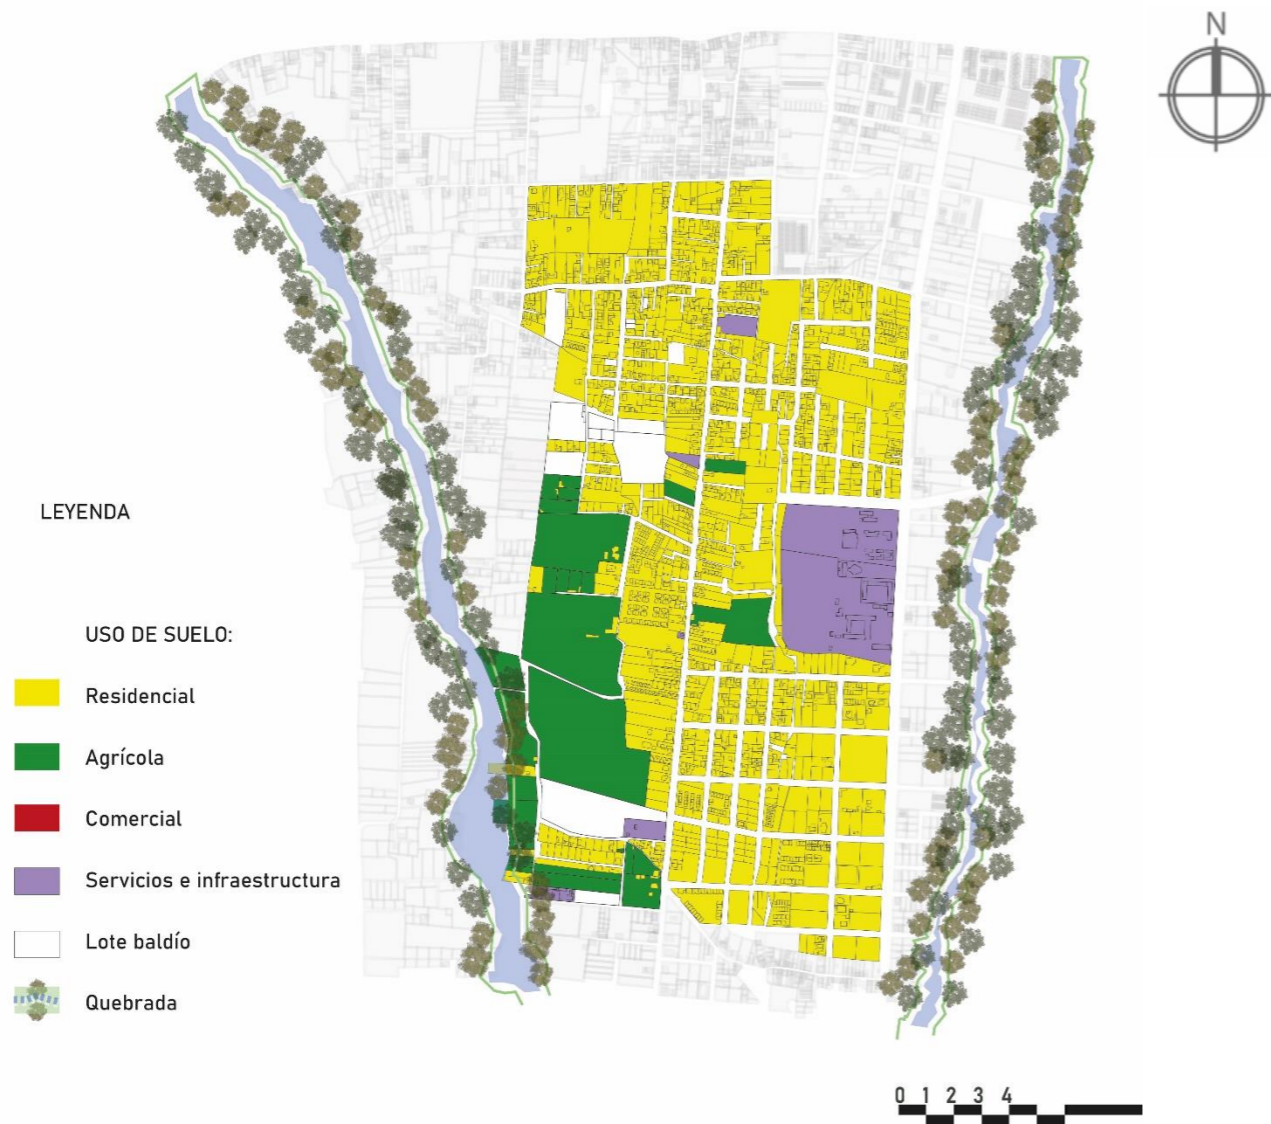 N
LEYENDA
USO DE SUELO:
Residencial
Agrícola
Comercial
Servicios e infraestructura
Lote baldío
Quebrada
0 1 2 3 4